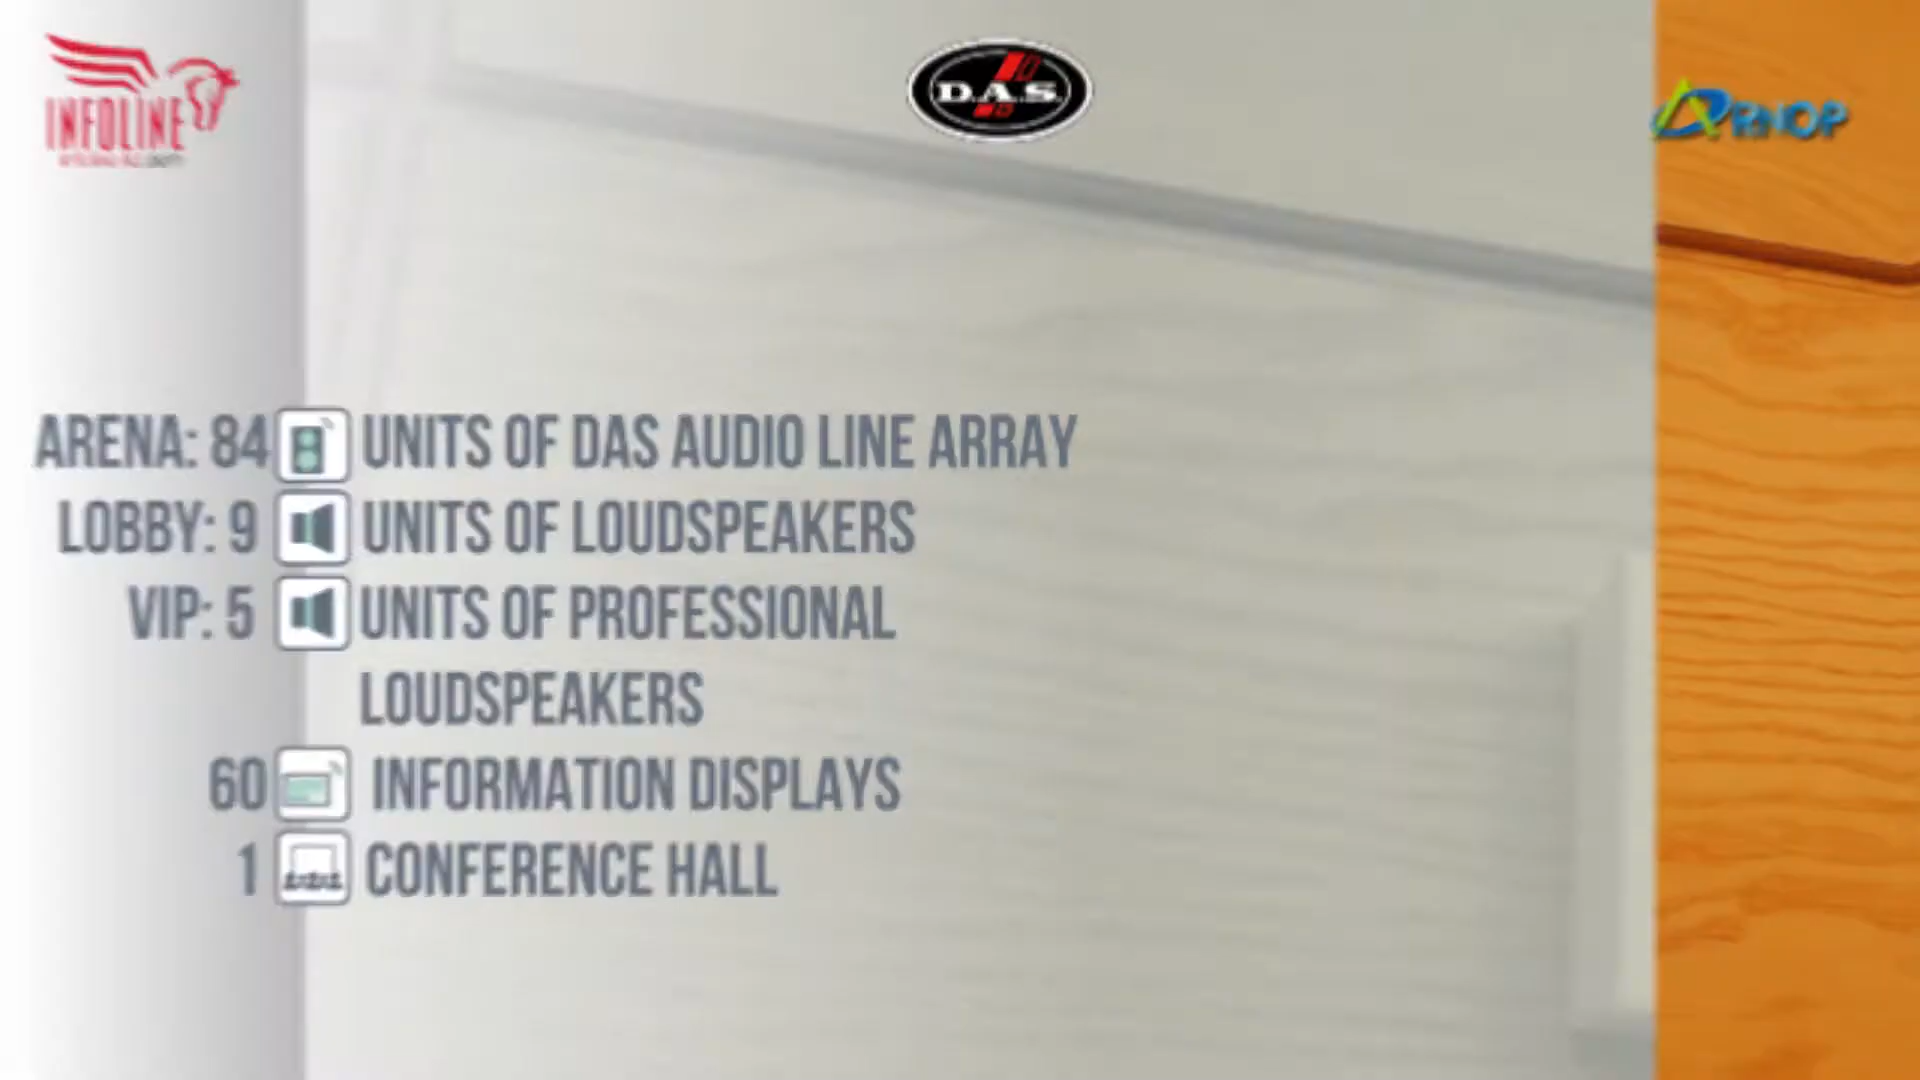 INFOLINE
D.A.S.
ARNOP
ARENA: 84 UNITS OF DAS AUDIO LINE ARRAY
LOBBY: 9 UNITS OF LOUDSPEAKERS
VIP: 5 UNITS OF PROFESSIONAL
LOUDSPEAKERS
60 INFORMATION DISPLAYS
1 CONFERENCE HALL